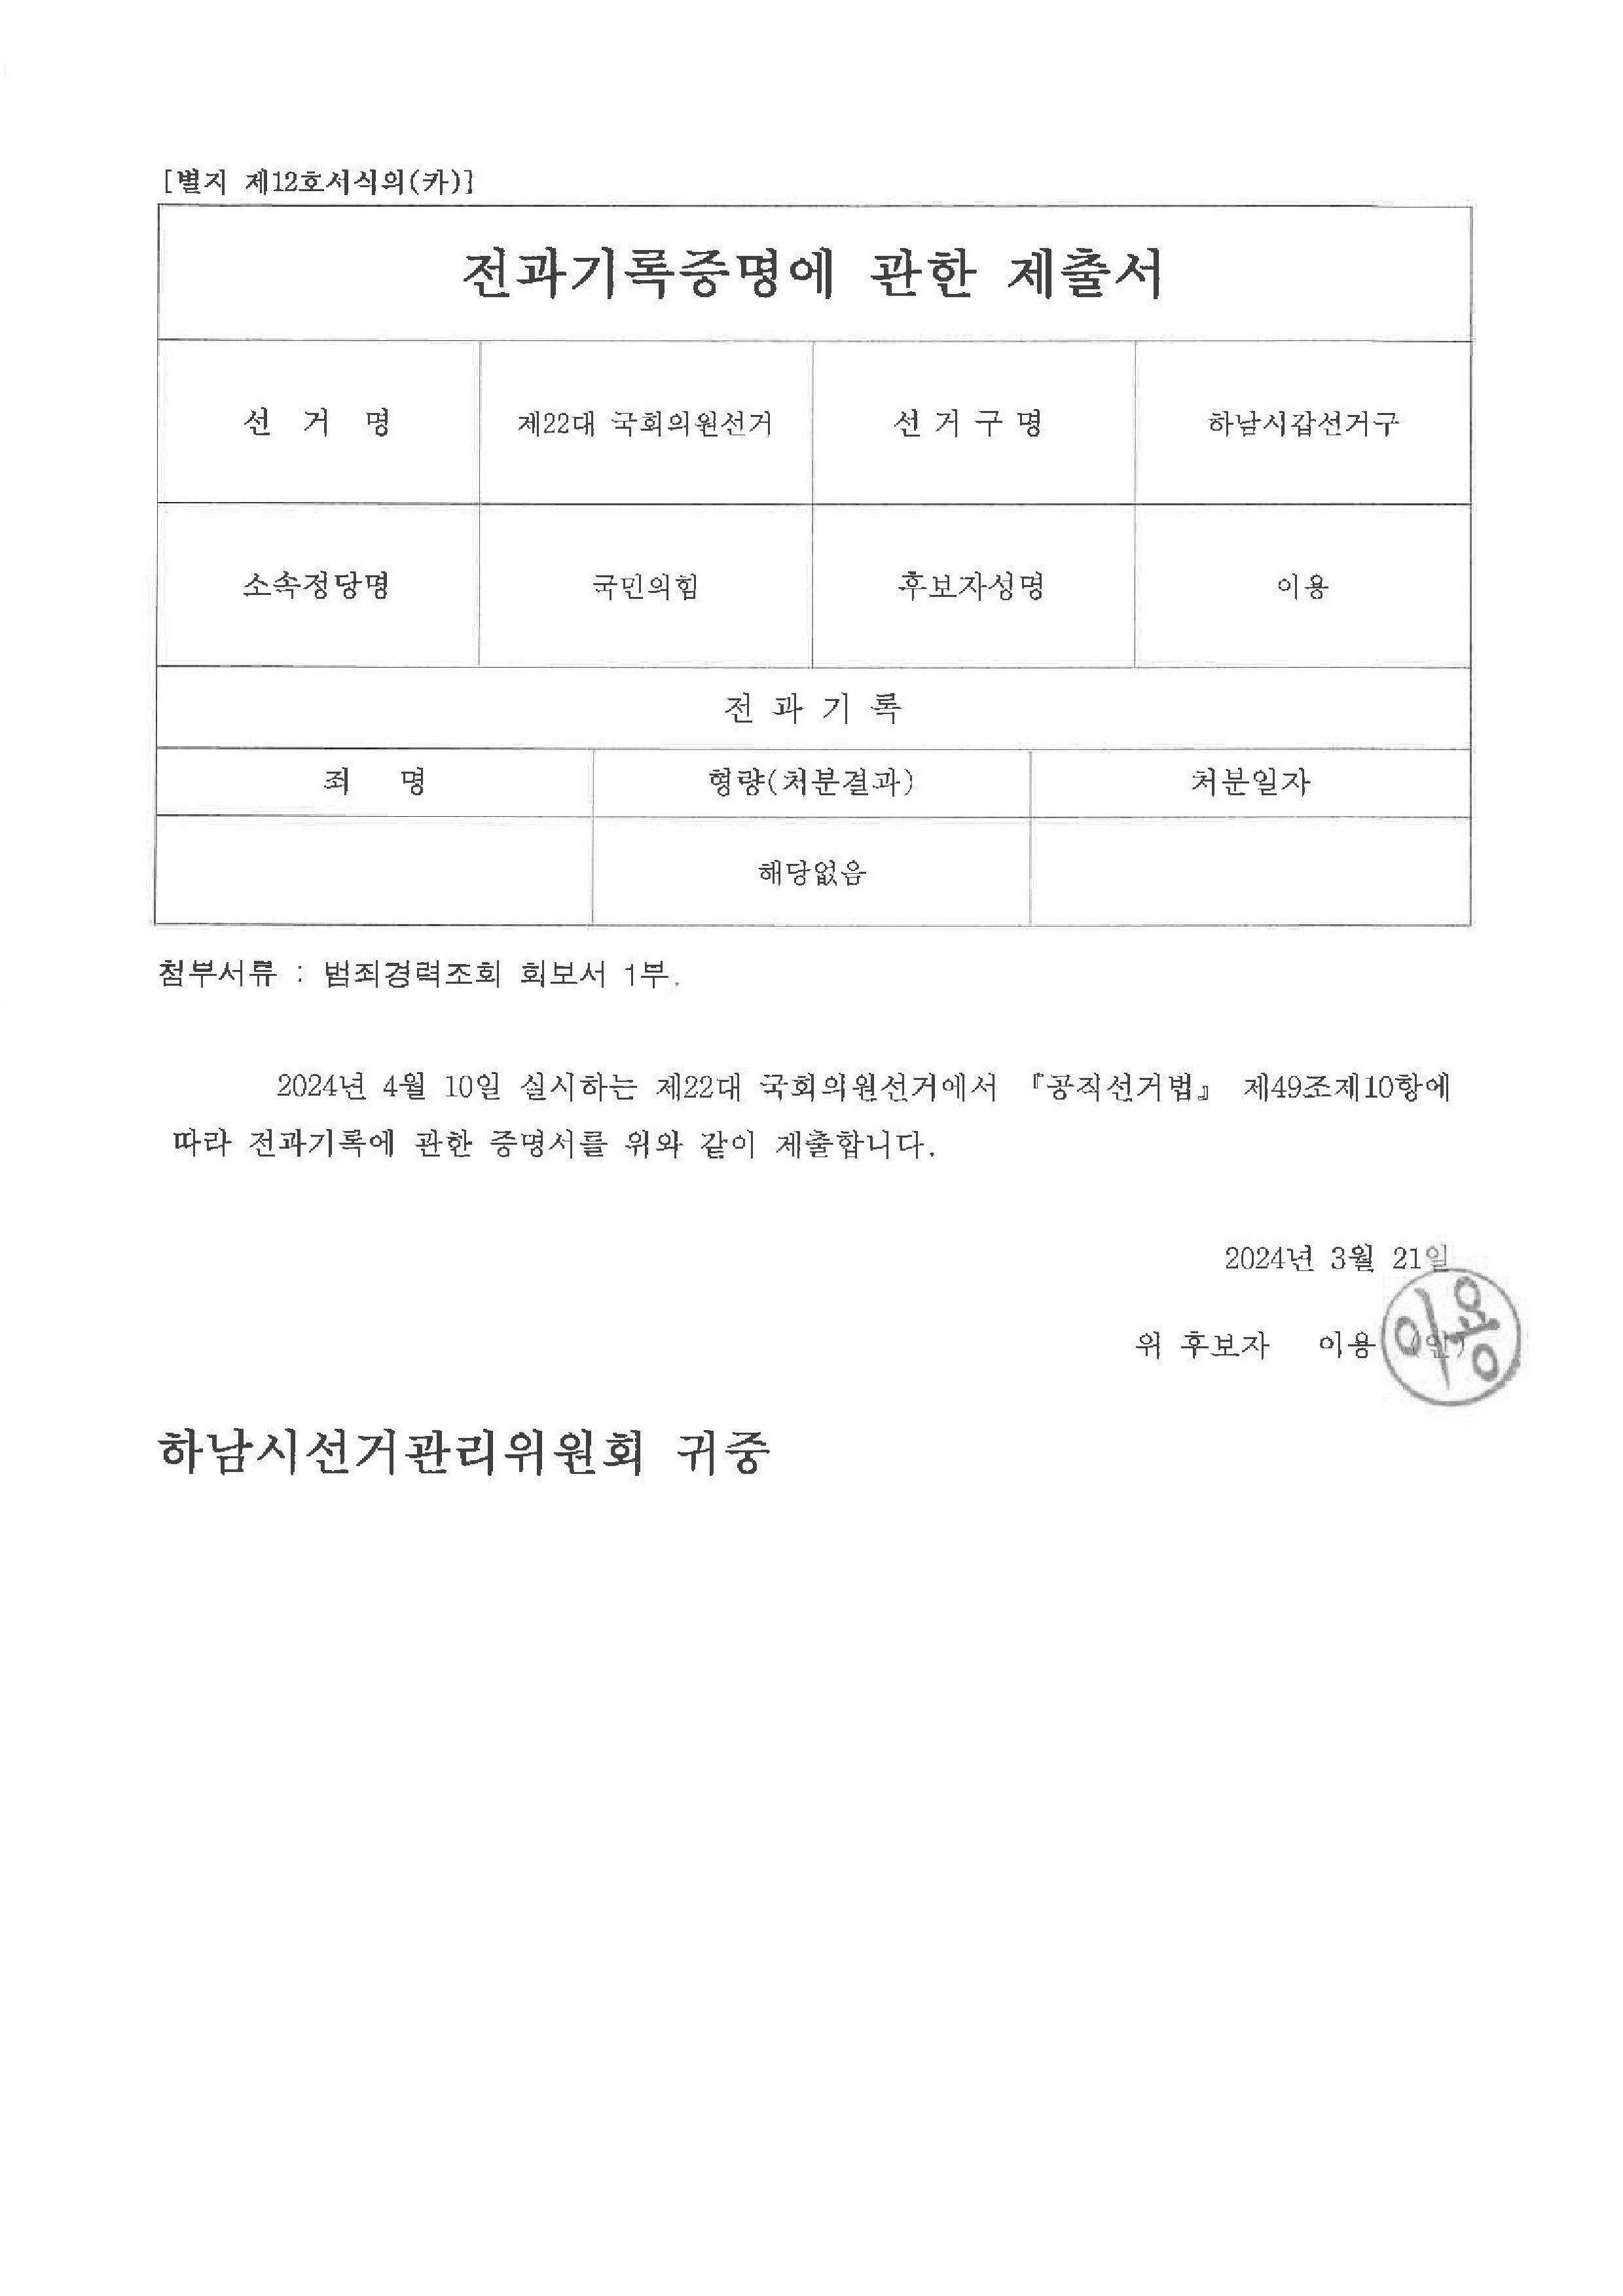 [별지 제12호서식의(카)]
전과기록증명에 관한 제출서
선 거 명 제22대 국회의원선거 선 거 구 명 하남시갑선거구
소속정당명 국민의힘 후보자성명 이용
전 과 기 록
죄 명 형량(처분결과) 처분일자
해당없음
첨부서류 : 범죄경력조회 회보서 1부.
2024년 4월 10일 실시하는 제22대 국회의원선거에서 『공직선거법』 제49조제10항에
따라 전과기록에 관한 증명서를 위와 같이 제출합니다.
2024년 3월 21일
위 후보자 이용 (인)
이용
하남시선거관리위원회 귀중